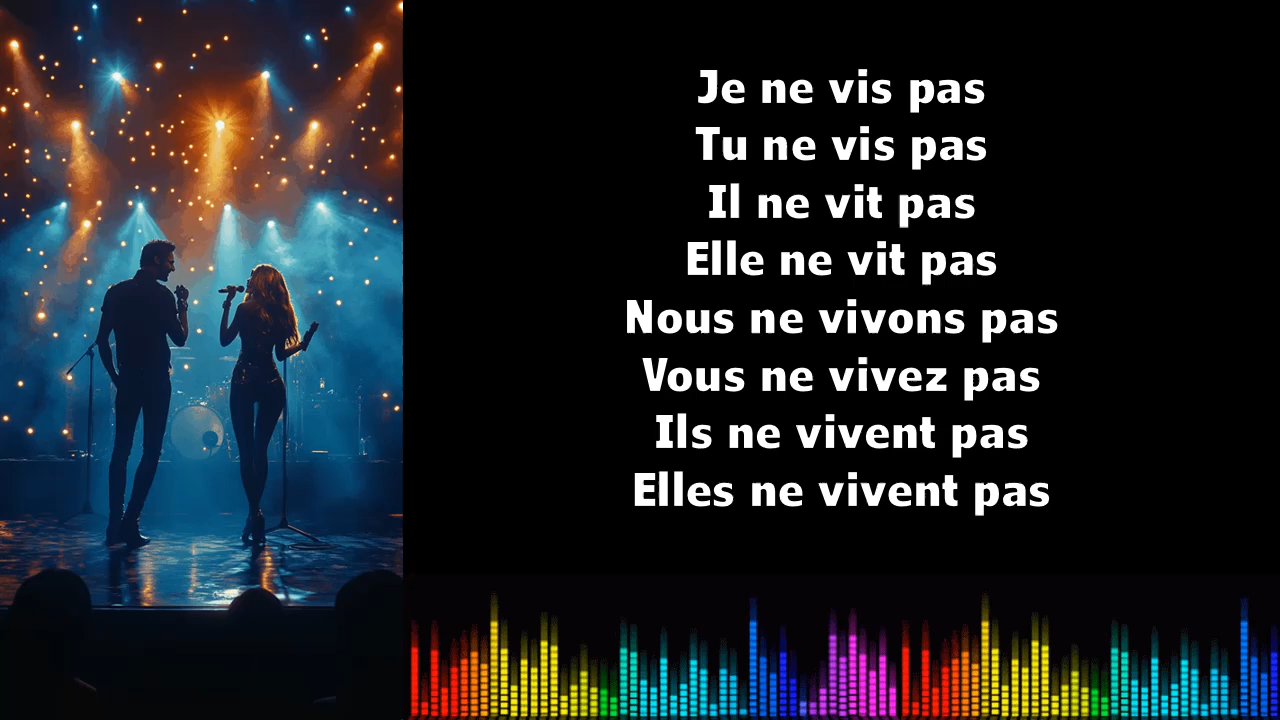 Je ne vis pas
Tu ne vis pas
Il ne vit pas
Elle ne vit pas
Nous ne vivons pas
Vous ne vivez pas
Ils ne vivent pas
Elles ne vivent pas